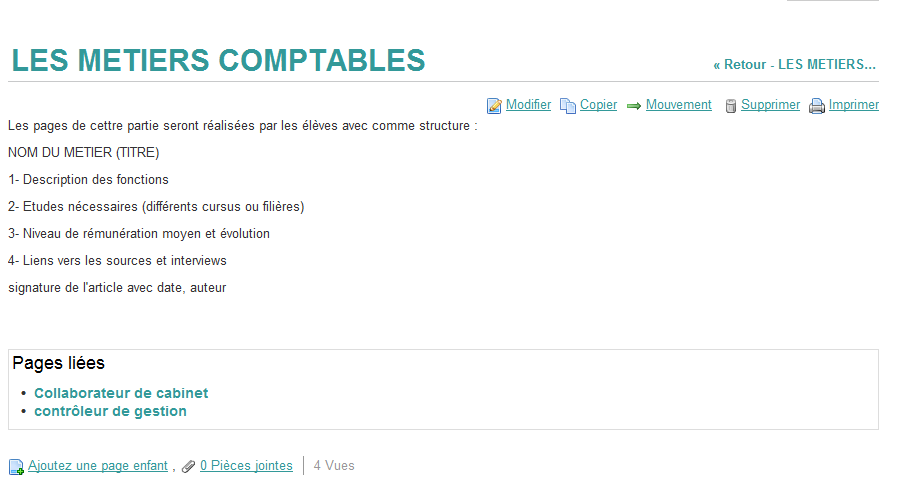 LES METIERS COMPTABLES
« Retour - LES METIERS...
Modifier Copier Mouvement Supprimer Imprimer
Les pages de cettre partie seront réalisées par les élèves avec comme structure :
NOM DU METIER (TITRE)
1- Description des fonctions
2- Etudes nécessaires (différents cursus ou filières)
3- Niveau de rémunération moyen et évolution
4- Liens vers les sources et interviews
signature de l'article avec date, auteur
Pages liées
• Collaborateur de cabinet
• contrôleur de gestion
Ajoutez une page enfant , 0 Pièces jointes | 4 Vues